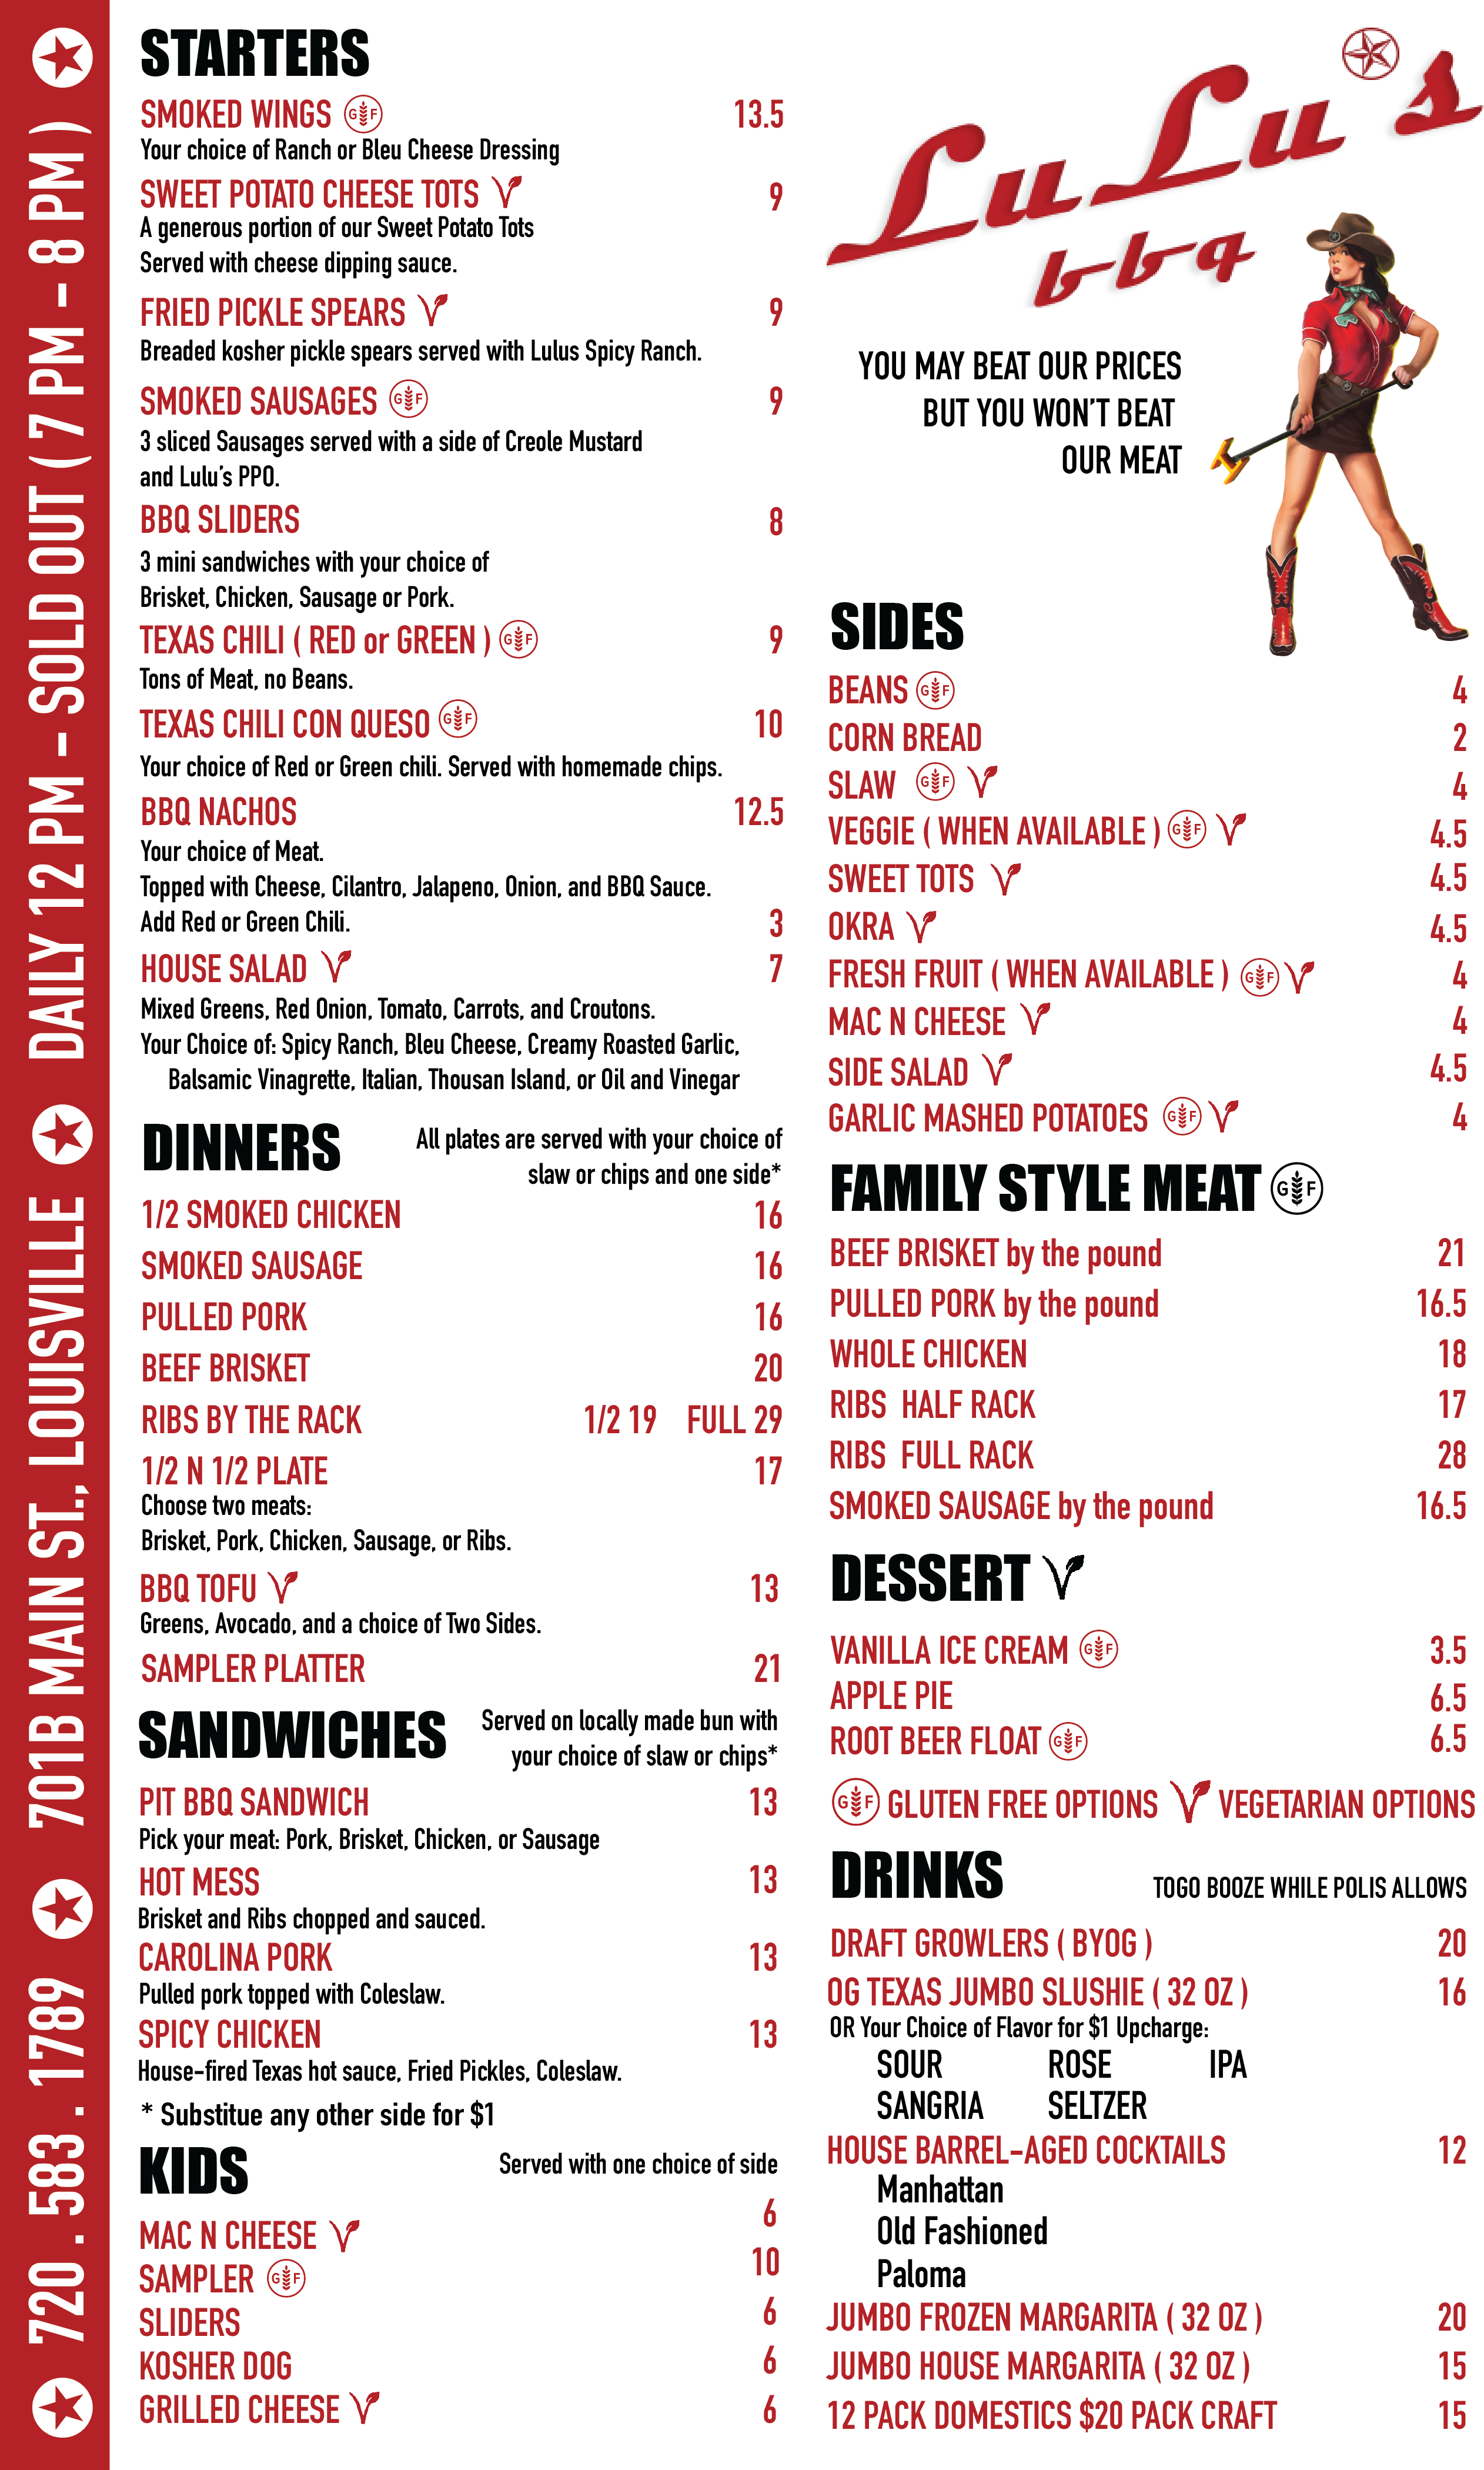 720 . 583 . 1789 701B MAIN ST., LOUISVILLE DAILY 12 PM - SOLD OUT ( 7 PM - 8 PM )
STARTERS
SMOKED WINGS GF 13.5
Your choice of Ranch or Bleu Cheese Dressing
SWEET POTATO CHEESE TOTS V 9
A generous portion of our Sweet Potato Tots
Served with cheese dipping sauce.
FRIED PICKLE SPEARS V 9
Breaded kosher pickle spears served with Lulus Spicy Ranch.
SMOKED SAUSAGES GF 9
3 sliced Sausages served with a side of Creole Mustard
and Lulu's PPO.
BBQ SLIDERS 8
3 mini sandwiches with your choice of
Brisket, Chicken, Sausage or Pork.
TEXAS CHILI ( RED or GREEN ) GF 9
Tons of Meat, no Beans.
TEXAS CHILI CON QUESO GF 10
Your choice of Red or Green chili. Served with homemade chips.
BBQ NACHOS 12.5
Your choice of Meat.
Topped with Cheese, Cilantro, Jalapeno, Onion, and BBQ Sauce.
Add Red or Green Chili. 3
HOUSE SALAD V 7
Mixed Greens, Red Onion, Tomato, Carrots, and Croutons.
Your Choice of: Spicy Ranch, Bleu Cheese, Creamy Roasted Garlic,
Balsamic Vinagrette, Italian, Thousan Island, or Oil and Vinegar
DINNERS
All plates are served with your choice of
slaw or chips and one side*
1/2 SMOKED CHICKEN 16
SMOKED SAUSAGE 16
PULLED PORK 16
BEEF BRISKET 20
RIBS BY THE RACK 1/2 19 FULL 29
1/2 N 1/2 PLATE 17
Choose two meats:
Brisket, Pork, Chicken, Sausage, or Ribs.
BBQ TOFU V 13
Greens, Avocado, and a choice of Two Sides.
SAMPLER PLATTER 21
SANDWICHES
Served on locally made bun with
your choice of slaw or chips*
PIT BBQ SANDWICH 13
Pick your meat: Pork, Brisket, Chicken, or Sausage
HOT MESS 13
Brisket and Ribs chopped and sauced.
CAROLINA PORK 13
Pulled pork topped with Coleslaw.
SPICY CHICKEN 13
House-fired Texas hot sauce, Fried Pickles, Coleslaw.
* Substitue any other side for $1
KIDS
Served with one choice of side
MAC N CHEESE V 6
SAMPLER GF 10
SLIDERS 6
KOSHER DOG 6
GRILLED CHEESE V 6
LuLu's
bbq
YOU MAY BEAT OUR PRICES
BUT YOU WON'T BEAT
OUR MEAT
SIDES
BEANS GF 4
CORN BREAD 2
SLAW GF V 4
VEGGIE ( WHEN AVAILABLE ) GF V 4.5
SWEET TOTS V 4.5
OKRA V 4.5
FRESH FRUIT ( WHEN AVAILABLE ) GF V 4
MAC N CHEESE V 4
SIDE SALAD V 4.5
GARLIC MASHED POTATOES GF V 4
FAMILY STYLE MEAT GF
BEEF BRISKET by the pound 21
PULLED PORK by the pound 16.5
WHOLE CHICKEN 18
RIBS HALF RACK 17
RIBS FULL RACK 28
SMOKED SAUSAGE by the pound 16.5
DESSERT V
VANILLA ICE CREAM GF 3.5
APPLE PIE 6.5
ROOT BEER FLOAT GF 6.5
GF GLUTEN FREE OPTIONS V VEGETARIAN OPTIONS
DRINKS
TOGO BOOZE WHILE POLIS ALLOWS
DRAFT GROWLERS ( BYOG ) 20
OG TEXAS JUMBO SLUSHIE ( 32 OZ ) 16
OR Your Choice of Flavor for $1 Upcharge:
SOUR ROSE IPA
SANGRIA SELTZER
HOUSE BARREL-AGED COCKTAILS 12
Manhattan
Old Fashioned
Paloma
JUMBO FROZEN MARGARITA ( 32 OZ ) 20
JUMBO HOUSE MARGARITA ( 32 OZ ) 15
12 PACK DOMESTICS $20 PACK CRAFT 15